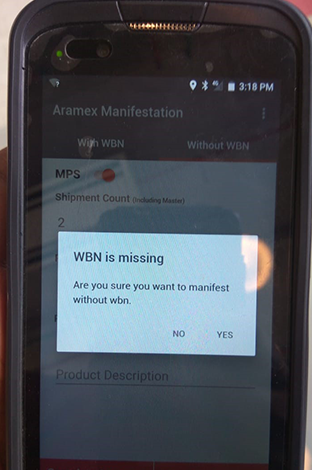 3:18 PM
Aramex Manifestation
With WBN Without WBN
MPS
Shipment Count (Including Master)
2
WBN is missing
Are you sure you want to manifest
without wbn.
NO YES
Product Description